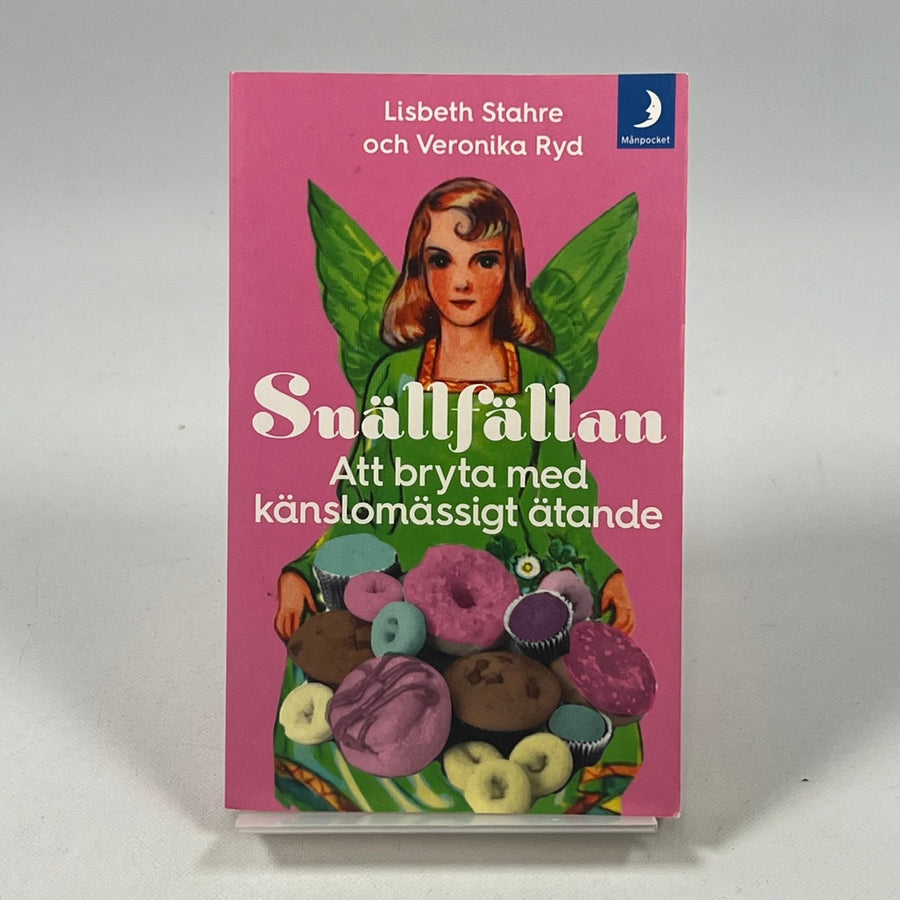 Lisbeth Stahre
och Veronika Ryd
Månpocket
Snällfällan
Att bryta med
känslomässigt ätande